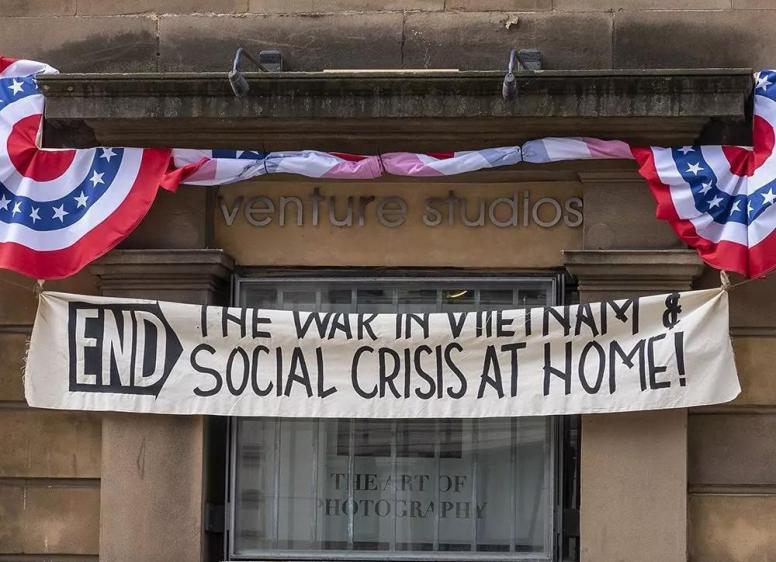 venture studios
END THE WAR IN VIETNAM &
SOCIAL CRISIS AT HOME!
THE ART OF
PHOTOGRAPHY